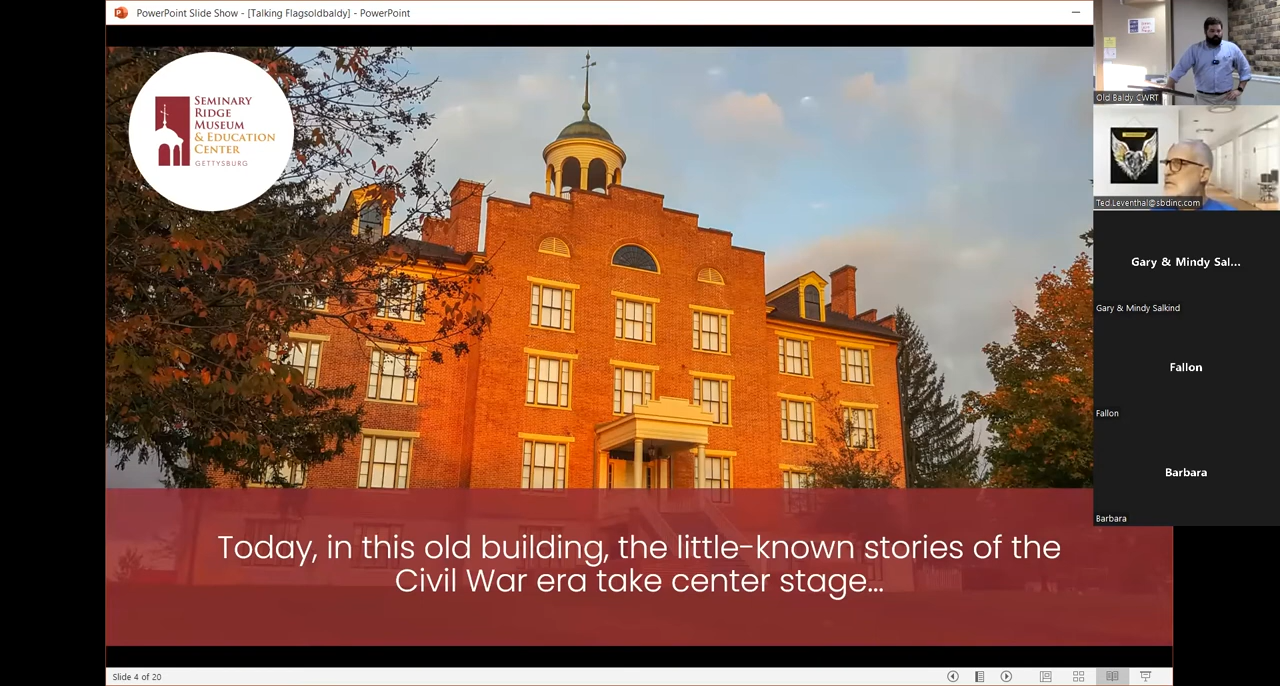 PowerPoint Slide Show - [Talking Flagsoldbaldy] - PowerPoint
SEMINARY
RIDGE
MUSEUM
& EDUCATION
CENTER
GETTYSBURG
Today, in this old building, the little-known stories of the
Civil War era take center stage...
Slide 4 of 20
Old Baldy CWRT
Ted.Leventhal@sbdinc.com
Gary & Mindy Sal...
Gary & Mindy Salkind
Fallon
Fallon
Barbara
Barbara